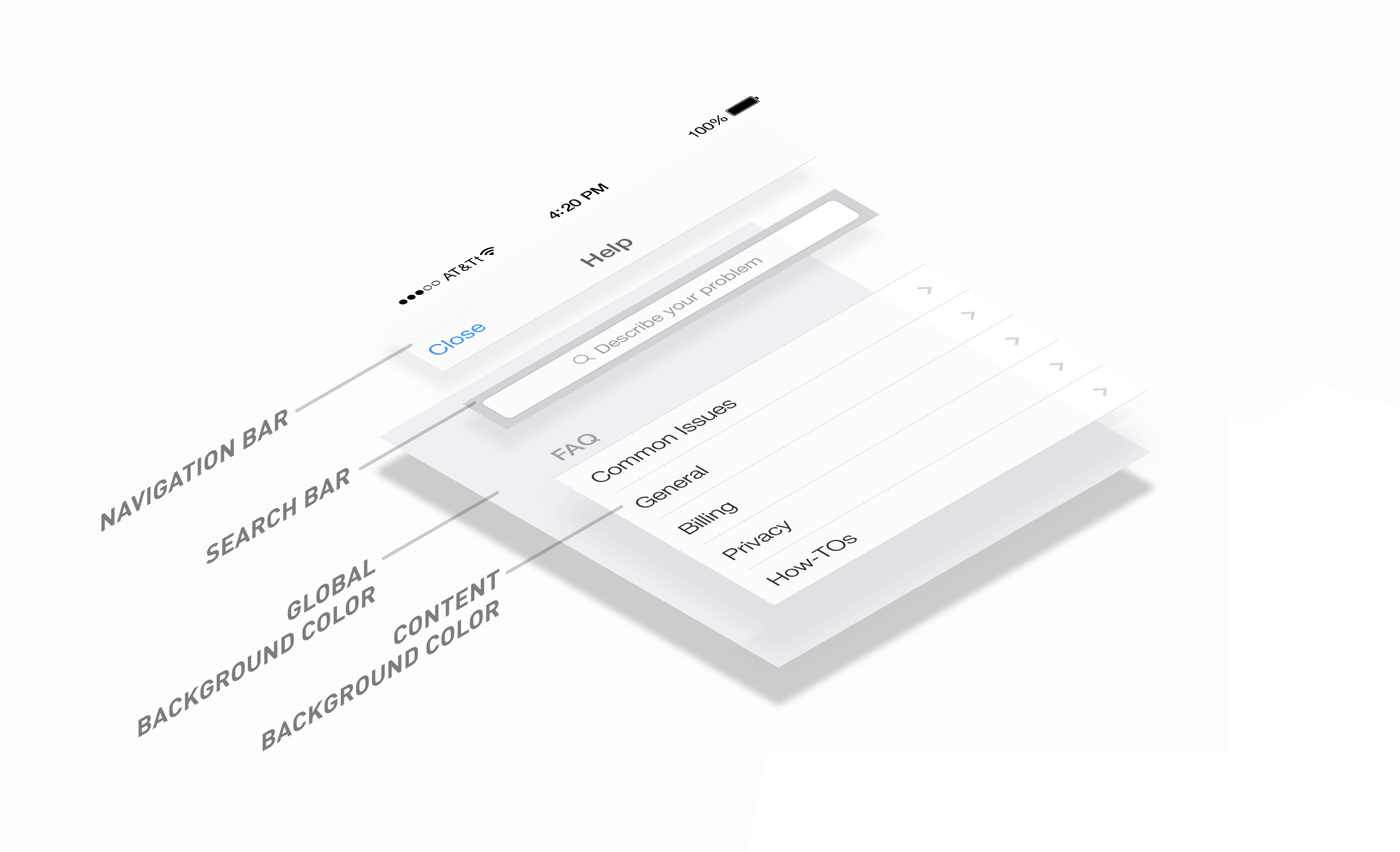 AT&Tt
4:20 PM
100%
Close
Help
Describe your problem
FAQ
Common Issues
General
Billing
Privacy
How-TOs
NAVIGATION BAR
SEARCH BAR
GLOBAL
BACKGROUND COLOR
CONTENT
BACKGROUND COLOR